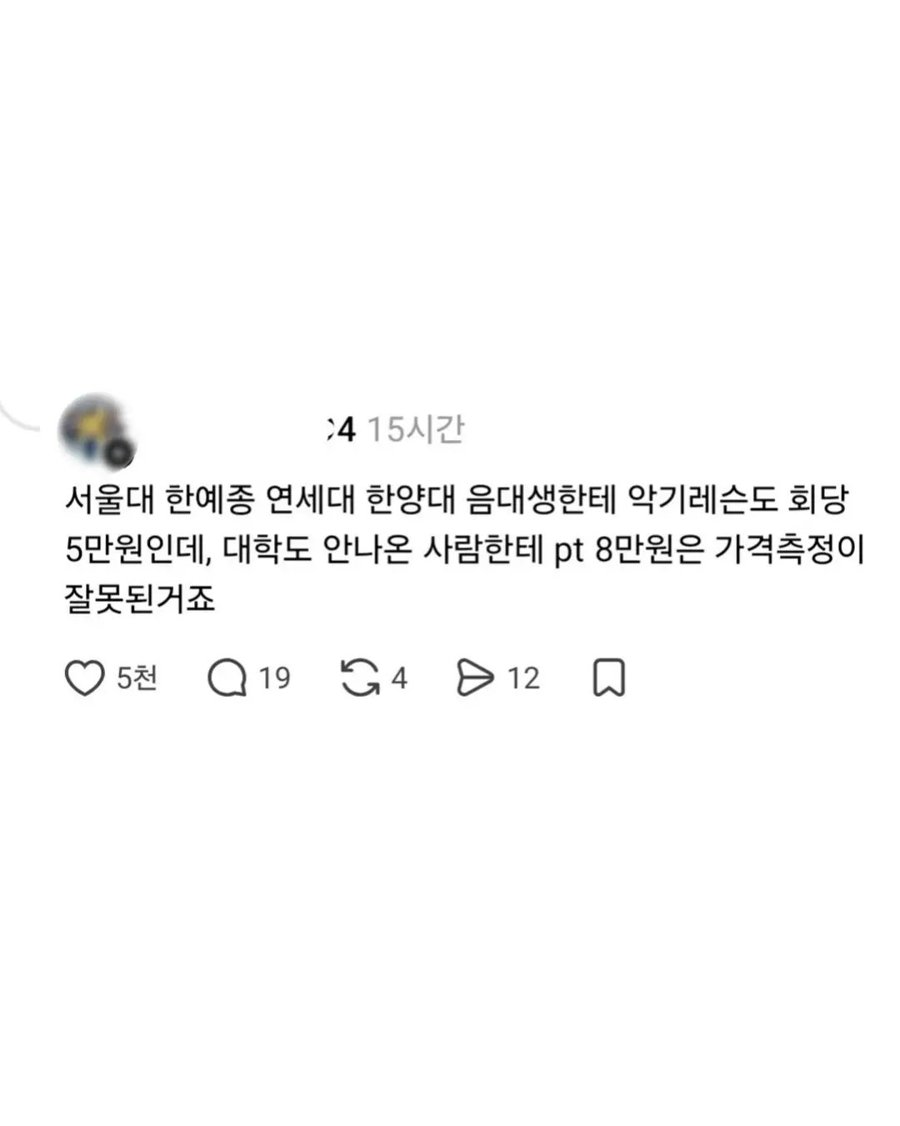 4 15시간
서울대 한예종 연세대 한양대 음대생한테 악기레슨도 회당
5만원인데, 대학도 안나온 사람한테 pt 8만원은 가격측정이
잘못된거죠
5천 19 4 12